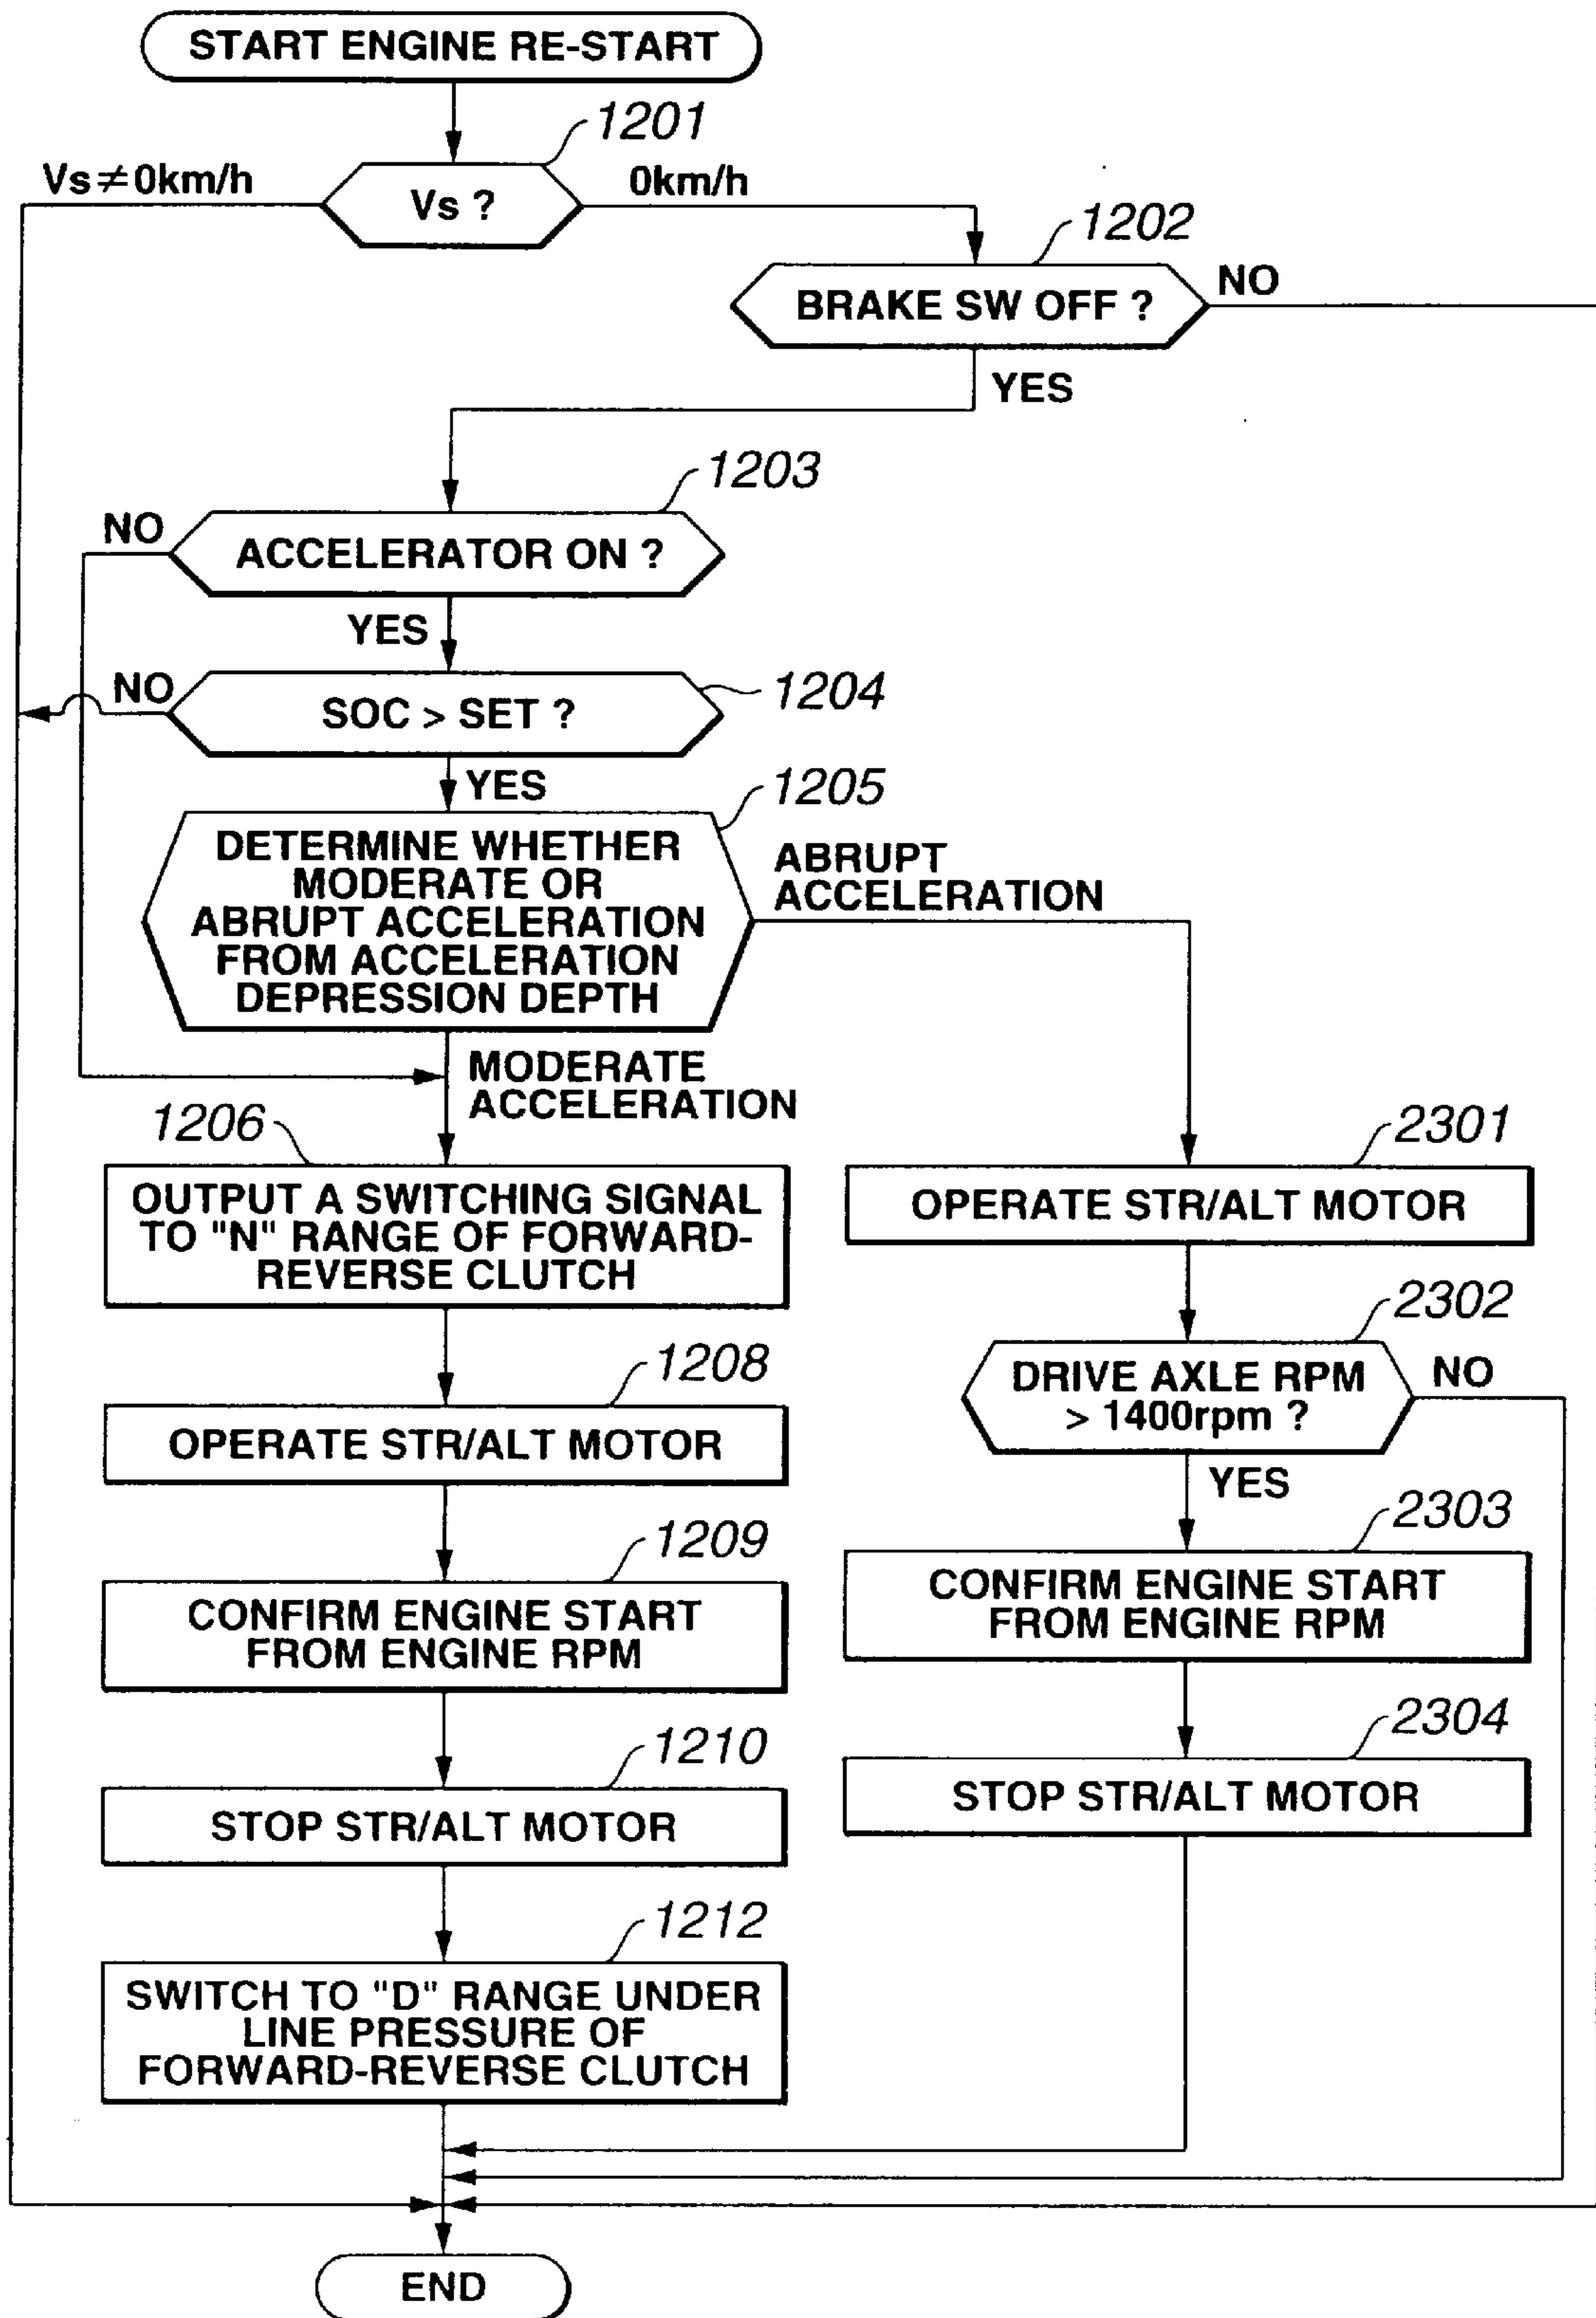 START ENGINE RE-START
1201
Vs≠0km/h
Vs ?
0km/h
1202
BRAKE SW OFF ?
NO
YES
1203
NO
ACCELERATOR ON ?
YES
NO
SOC > SET ?
1204
YES
1205
DETERMINE WHETHER
MODERATE OR
ABRUPT ACCELERATION
FROM ACCELERATION
DEPRESSION DEPTH
ABRUPT
ACCELERATION
MODERATE
ACCELERATION
1206
OUTPUT A SWITCHING SIGNAL
TO "N" RANGE OF FORWARD-
REVERSE CLUTCH
2301
OPERATE STR/ALT MOTOR
1208
OPERATE STR/ALT MOTOR
2302
DRIVE AXLE RPM
> 1400rpm ?
NO
YES
1209
CONFIRM ENGINE START
FROM ENGINE RPM
2303
CONFIRM ENGINE START
FROM ENGINE RPM
1210
STOP STR/ALT MOTOR
2304
STOP STR/ALT MOTOR
1212
SWITCH TO "D" RANGE UNDER
LINE PRESSURE OF
FORWARD-REVERSE CLUTCH
END